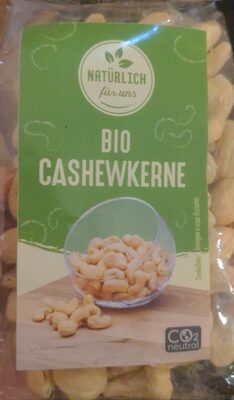 NATÜRLICH
für uns
BIO
CASHEWKERNE
CO2
neutral